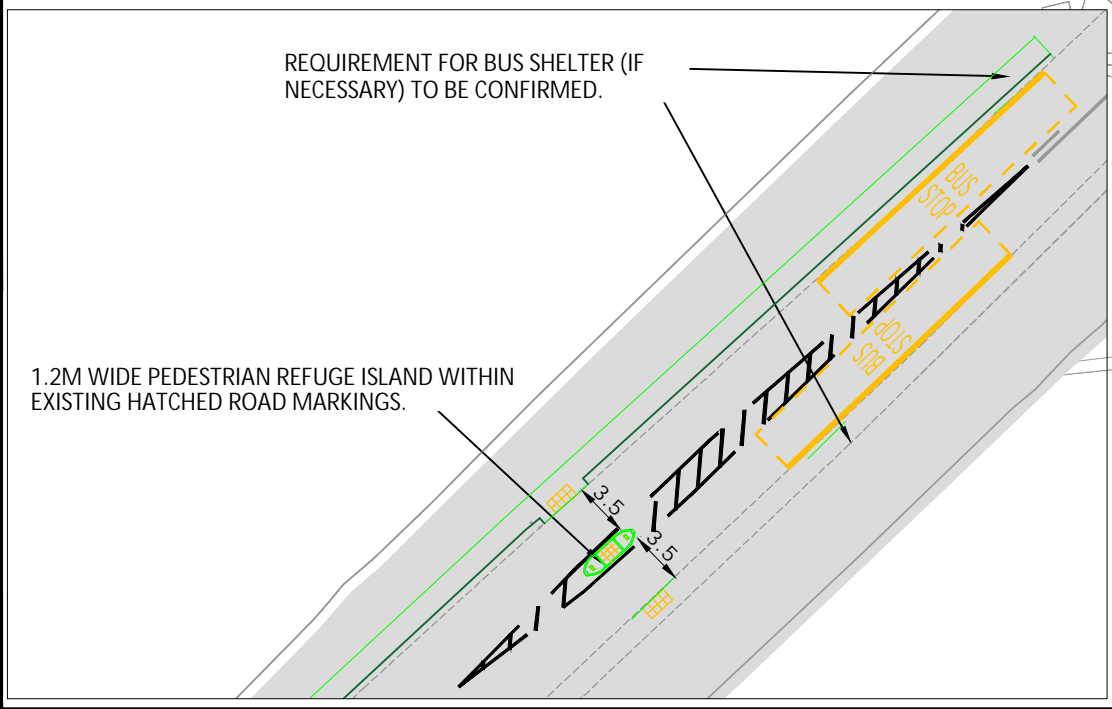 REQUIREMENT FOR BUS SHELTER (IF
NECESSARY) TO BE CONFIRMED.
BUS
STOP
BUS
STOP
1.2M WIDE PEDESTRIAN REFUGE ISLAND WITHIN
EXISTING HATCHED ROAD MARKINGS.
3.5
3.5